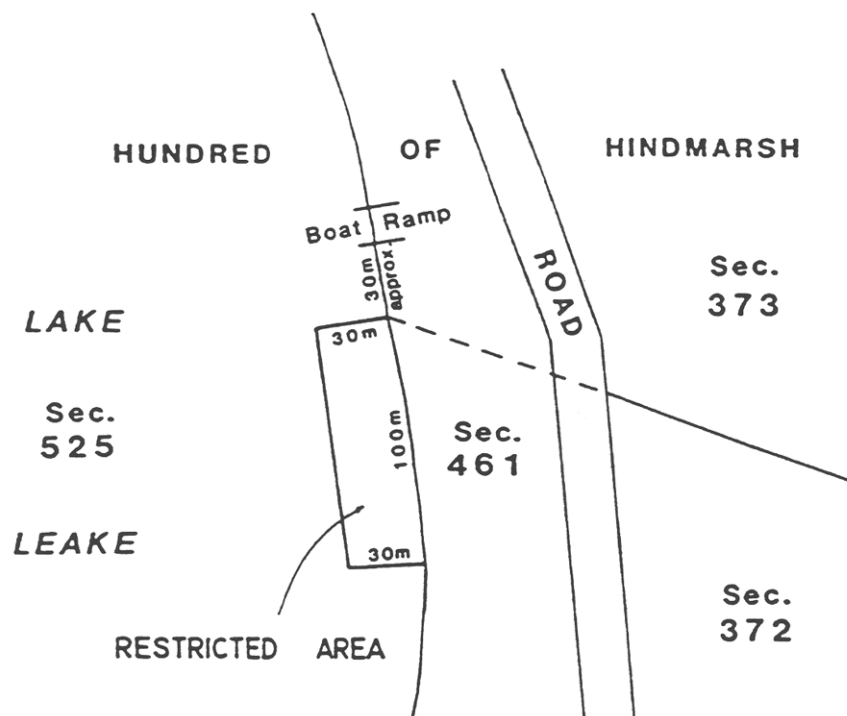 HUNDRED OF HINDMARSH
Boat Ramp
30m
approx.
ROAD
Sec.
373
LAKE
30m
Sec.
525
100m
Sec.
461
LEAKE
30m
Sec.
372
RESTRICTED AREA